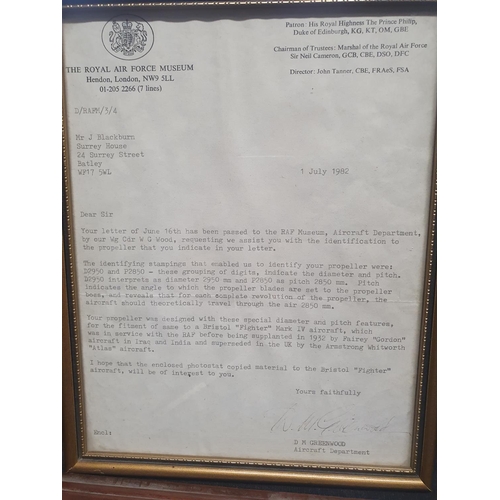 Patron: His Royal Highness The Prince Philip,
Duke of Edinburgh, KG, KT, OM, GBE
Chairman of Trustees: Marshal of the Royal Air Force
Sir Neil Cameron, GCB, CBE, DSO, DFC
Director: John Tanner, CBE, FRAeS, FSA
THE ROYAL AIR FORCE MUSEUM
Hendon, London, NW9 5LL
01-205 2266 (7 lines)
Mr J Blackburn
Surrey House
24 Surrey Street
Batley
WF17 5WL
1 July 1982
Dear Sir
Your letter of June 16th has been passed to the RAF Museum, Aircraft Department,
by our Wg Cdr W G Wood, requesting we assist you with the identification to
the propeller that you indicate in your letter.
The identifying stampings that enabled us to identify your propeller were:
D2950 and P2850 - these grouping of digits, indicate the diameter and pitch.
D2950 interprets as diameter 2950 mm and P2850 as pitch 2850 mm. Pitch
indicates the angle to which the propeller blades are set to the propeller
boss, and reveals that for each complete revolution of the propeller, the
aircraft should theoretically travel through the air 2850 mm.
Your propeller was designed with these special diameter and pitch features,
for the fitment of same to a Bristol "Fighter" Mark IV aircraft, which
was in service with the RAF before being supplanted in 1932 by Fairey "Gordon"
aircraft in Iraq and India and superseded in the UK by the Armstrong Whitworth
"Atlas" aircraft.
I hope that the enclosed photostat copied material to the Bristol "Fighter"
aircraft, will be of interest to you.
Yours faithfully
D M GREENWOOD
Aircraft Department
Encl: